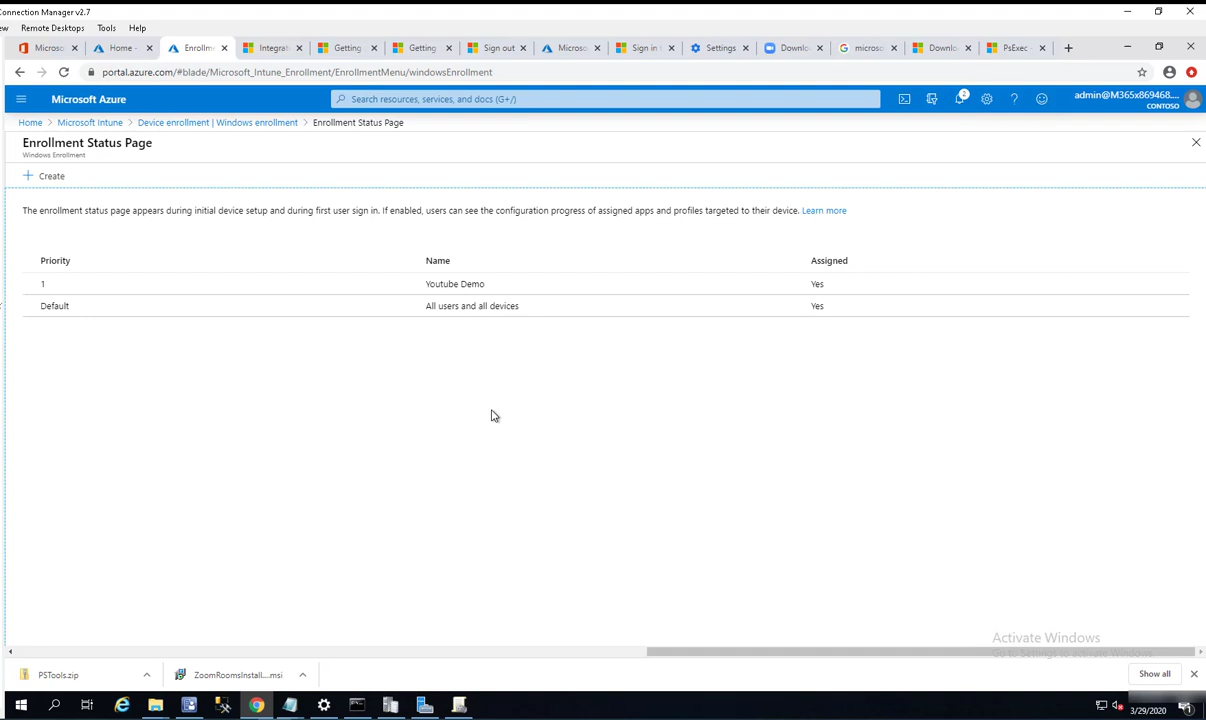 Connection Manager v2.7
ew Remote Desktops Tools Help
Microso Home - Enrollm Integrat Getting Getting Sign out Microso Sign in Settings Downlo microso Downlo PsExec -
portal.azure.com/#blade/Microsoft_Intune_Enrollment/EnrollmentMenu/windowsEnrollment
Microsoft Azure
Search resources, services, and docs (G+/)
2
admin@M365x869468....
CONTOSO
Home > Microsoft Intune > Device enrollment | Windows enrollment > Enrollment Status Page
Enrollment Status Page
Windows Enrollment
+ Create
The enrollment status page appears during initial device setup and during first user sign in. If enabled, users can see the configuration progress of assigned apps and profiles targeted to their device. Learn more
Priority Name Assigned
1 Youtube Demo Yes
Default All users and all devices Yes
Activate Windows
Go to Settings to activate Windows.
PSTools.zip ZoomRoomsInstall....msi Show all
3/29/2020
1